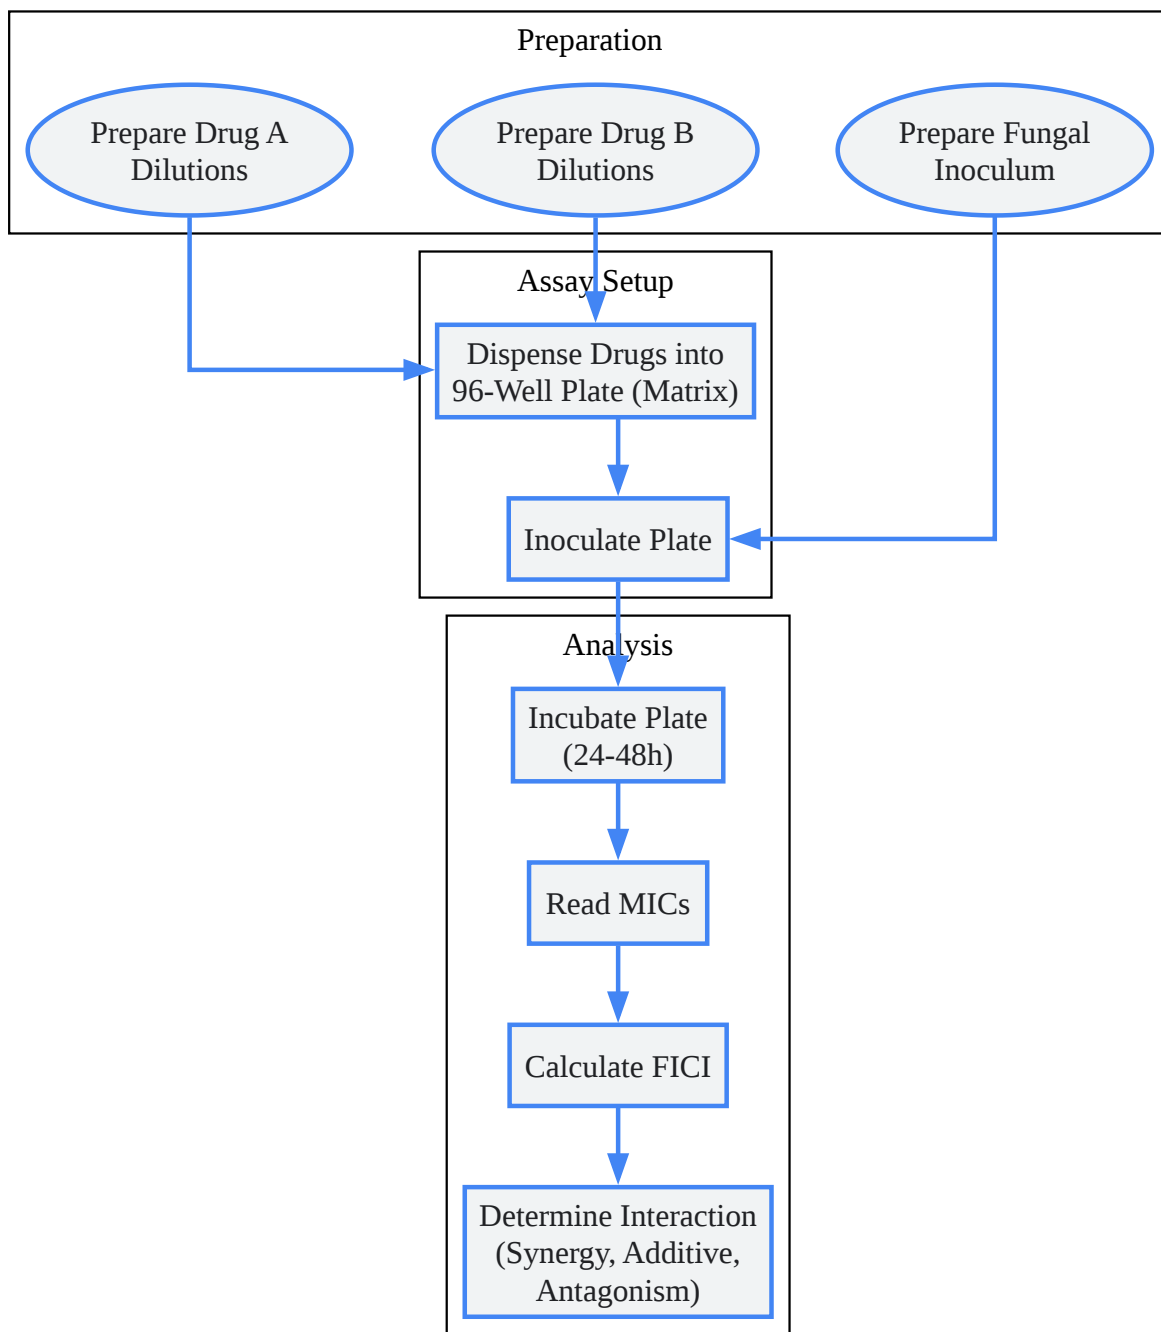 Preparation
Prepare Drug A
Dilutions
Prepare Drug B
Dilutions
Prepare Fungal
Inoculum
Assay Setup
Dispense Drugs into
96-Well Plate (Matrix)
Inoculate Plate
Analysis
Incubate Plate
(24-48h)
Read MICs
Calculate FICI
Determine Interaction
(Synergy, Additive,
Antagonism)